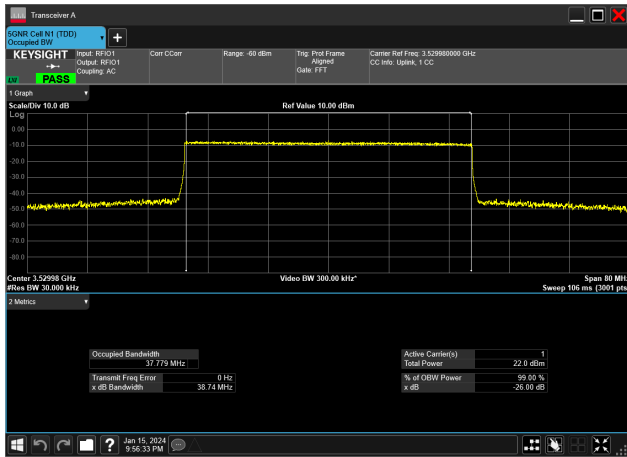 Transceiver A
5GNR Cell N1 (TDD)
Occupied BW
KEYSIGHT
PASS
Input: RFIO1
Output: RFIO1
Coupling: AC
Corr CCorr
Range: -60 dBm
Trig: Prot Frame
Aligned
Gate: FFT
Carrier Ref Freq: 3.529980000 GHz
CC Info: Uplink, 1 CC
1 Graph
Scale/Div 10.0 dB
Ref Value 10.00 dBm
Log
0.00
-10.0
-20.0
-30.0
-40.0
-50.0
-60.0
-70.0
-80.0
Center 3.52998 GHz
Video BW 300.00 kHz*
Span 80 MHz
#Res BW 30.000 kHz
Sweep 106 ms (3001 pts
2 Metrics
Occupied Bandwidth
37.779 MHz
Transmit Freq Error 0 Hz
x dB Bandwidth 38.74 MHz
Active Carrier(s) 1
Total Power 22.0 dBm
% of OBW Power 99.00 %
x dB -26.00 dB
?
Jan 15, 2024
9:56:33 PM